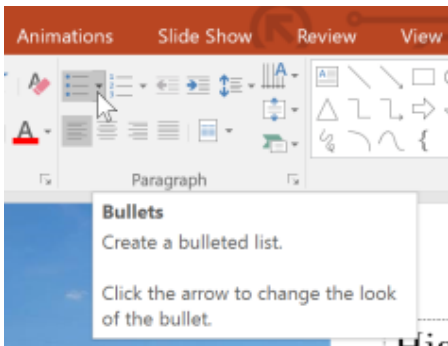 Animations Slide Show Review View
A
A
A
A
Paragraph
Bullets
Create a bulleted list.
Click the arrow to change the look
of the bullet.